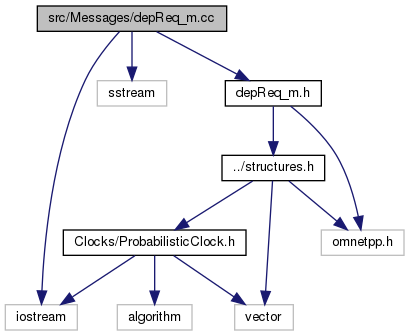 src/Messages/depReq_m.cc
sstream
depReq_m.h
../structures.h
Clocks/ProbabilisticClock.h
omnetpp.h
iostream
algorithm
vector